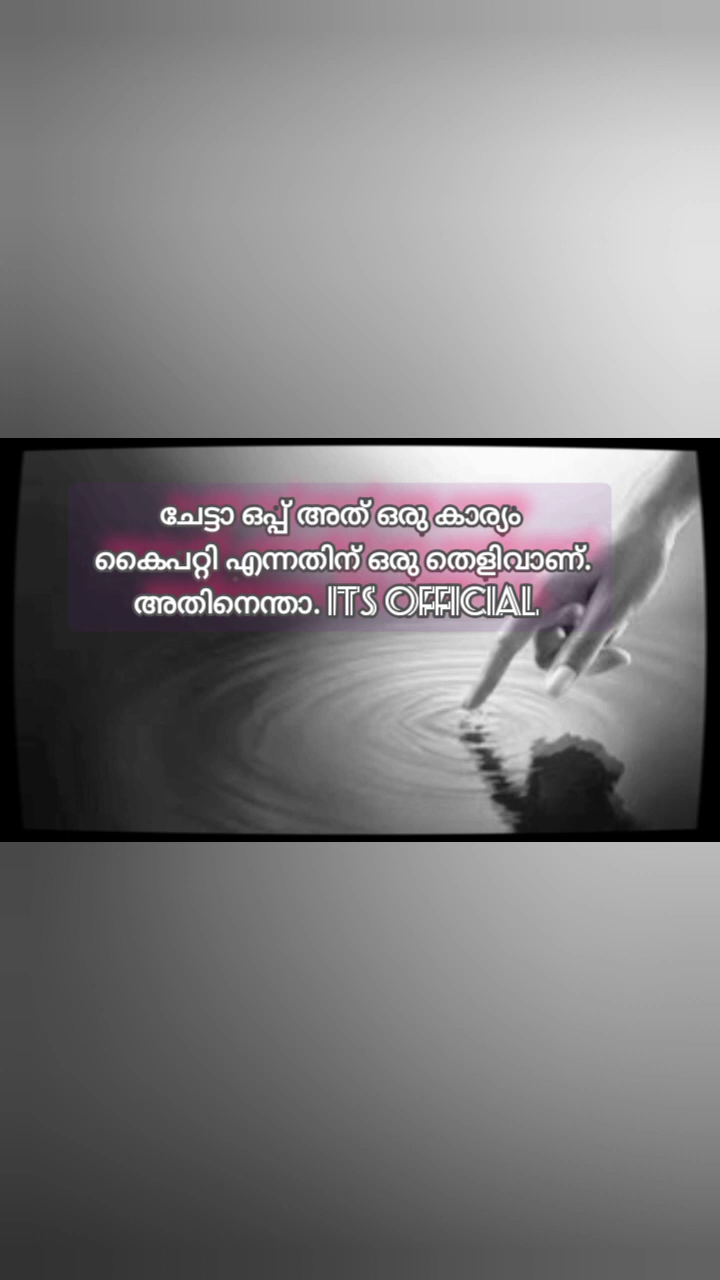 ചേട്ടാ ഒപ്പ് അത് ഒരു കാര്യം
കൈപറ്റി എന്നതിന് ഒരു തെളിവാണ്.
അതിനെന്താ. ITS OFFICIAL.